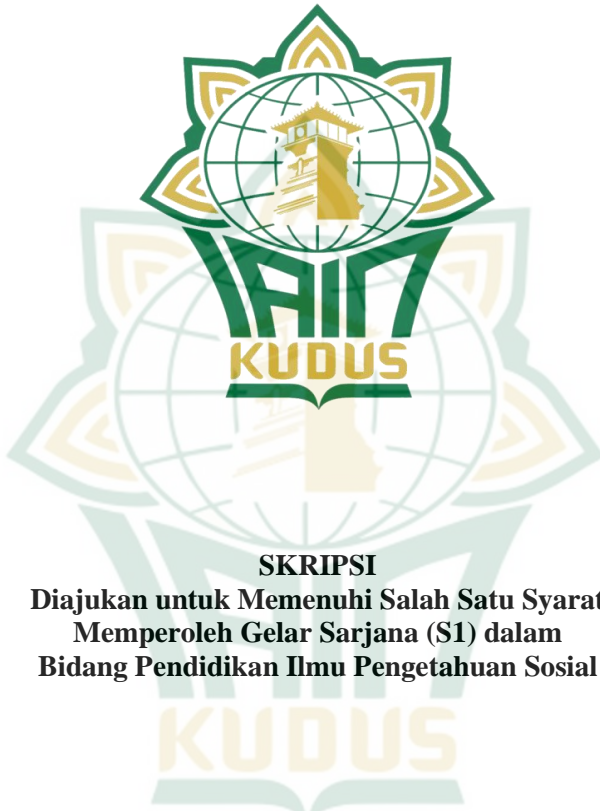 IAIN
KUDUS
SKRIPSI
Diajukan untuk Memenuhi Salah Satu Syarat
Memperoleh Gelar Sarjana (S1) dalam
Bidang Pendidikan Ilmu Pengetahuan Sosial
KUDUS